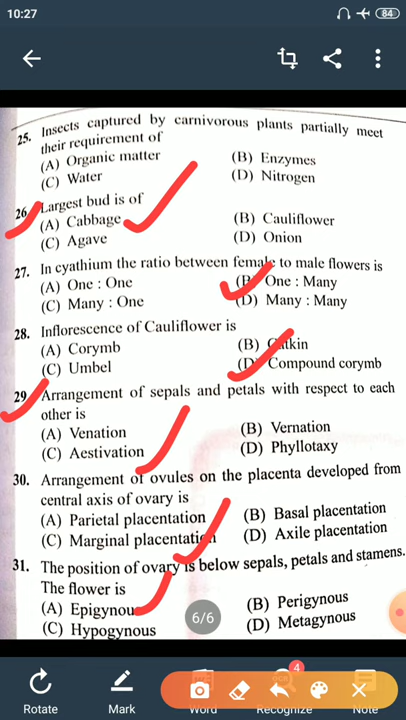 10:27
84
25. Insects captured by carnivorous plants partially meet
their requirement of
(A) Organic matter (B) Enzymes
(C) Water (D) Nitrogen
26. Largest bud is of
(A) Cabbage (B) Cauliflower
(C) Agave (D) Onion
27. In cyathium the ratio between female to male flowers is
(A) One : One (B) One : Many
(C) Many : One (D) Many : Many
28. Inflorescence of Cauliflower is
(A) Corymb (B) Catkin
(C) Umbel (D) Compound corymb
29. Arrangement of sepals and petals with respect to each
other is
(A) Venation (B) Vernation
(C) Aestivation (D) Phyllotaxy
30. Arrangement of ovules on the placenta developed from
central axis of ovary is
(A) Parietal placentation (B) Basal placentation
(C) Marginal placentation (D) Axile placentation
31. The position of ovary is below sepals, petals and stamens.
The flower is
(A) Epigynous (B) Perigynous
(C) Hypogynous (D) Metagynous
6/6
4
Rotate Mark Word Recognize Note